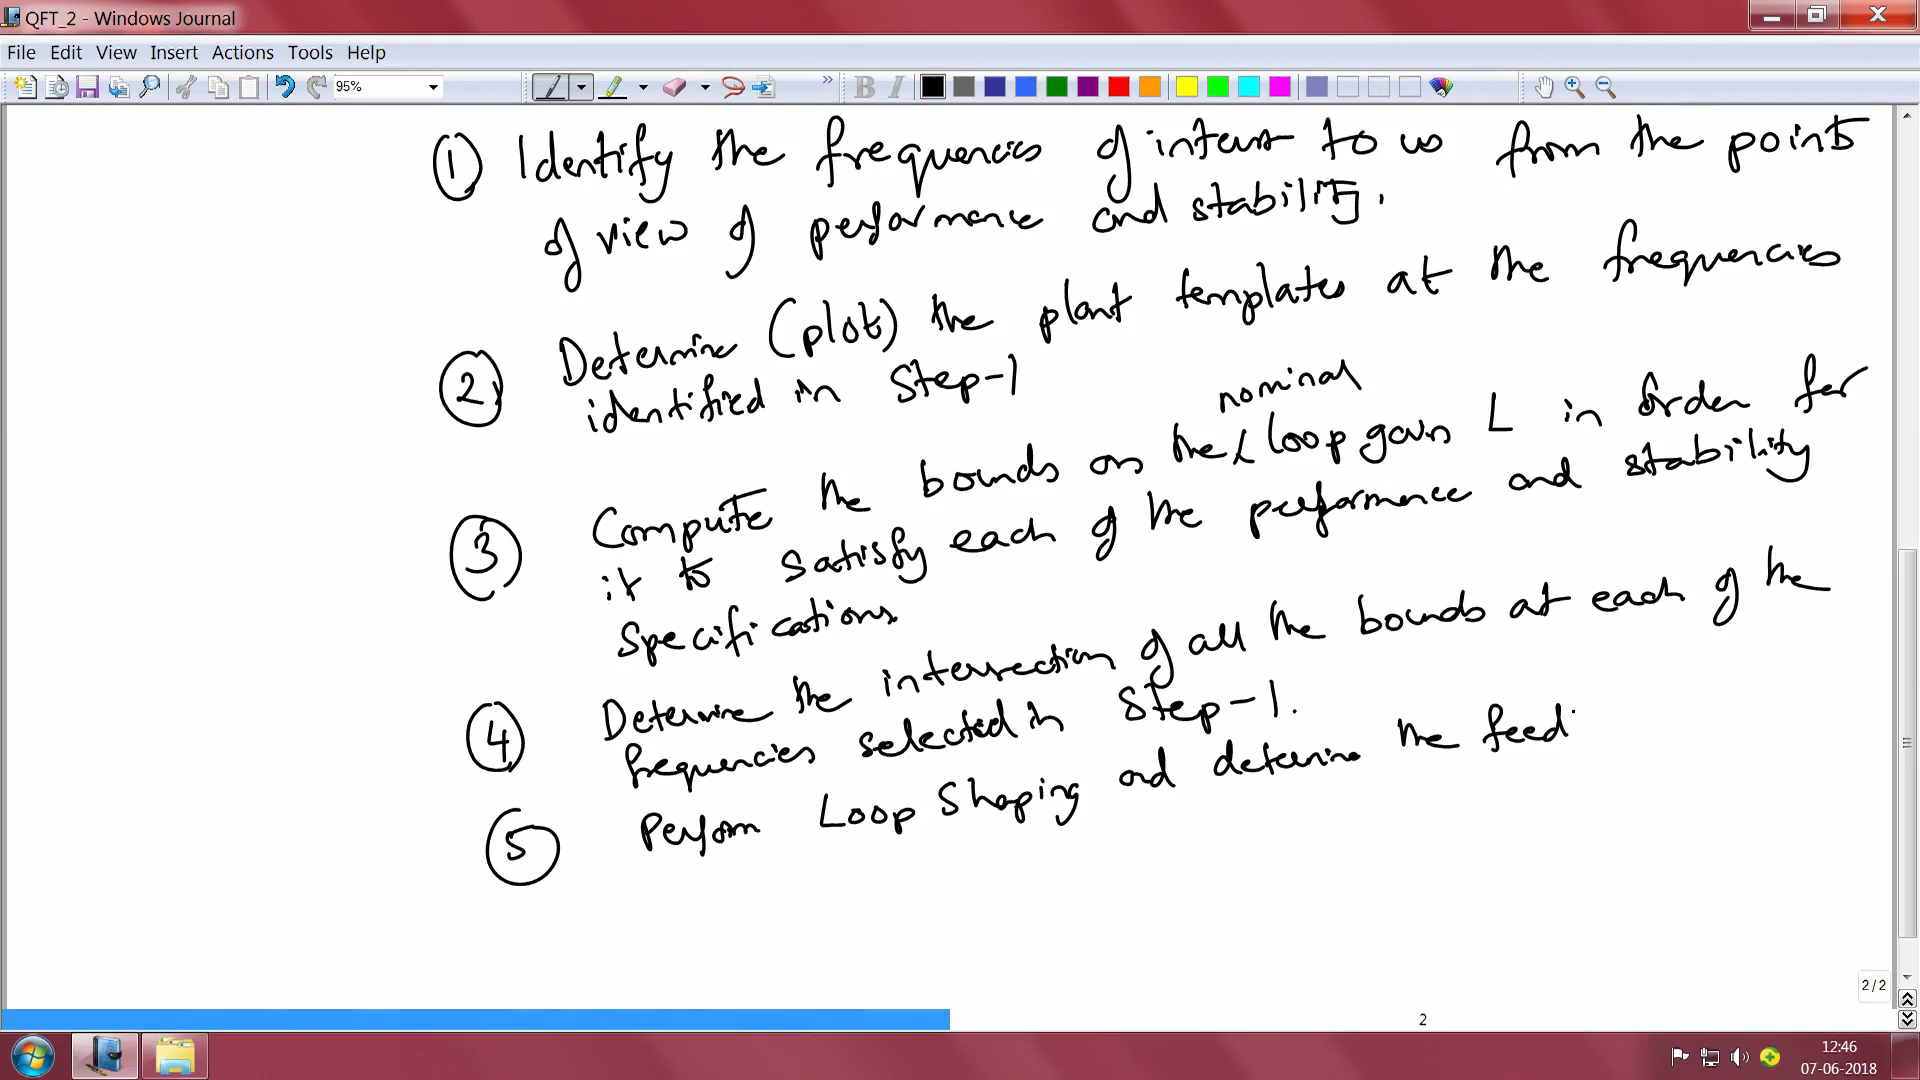 QFT_2 - Windows Journal
File Edit View Insert Actions Tools Help
95%
1 Identify the frequencies of interest to us from the points
of view of performance and stability.
2 Determine (plot) the plant templates at the frequencies
identified in Step-1
nominal
3 Compute the bounds on the loop gain L in order for
it to satisfy each of the performance and stability
specifications.
4 Determine the intersection of all the bounds at each of the
frequencies selected in Step-1.
5 Perform Loop Shaping and determine the feed
2 / 2
2
12:46
07-06-2018